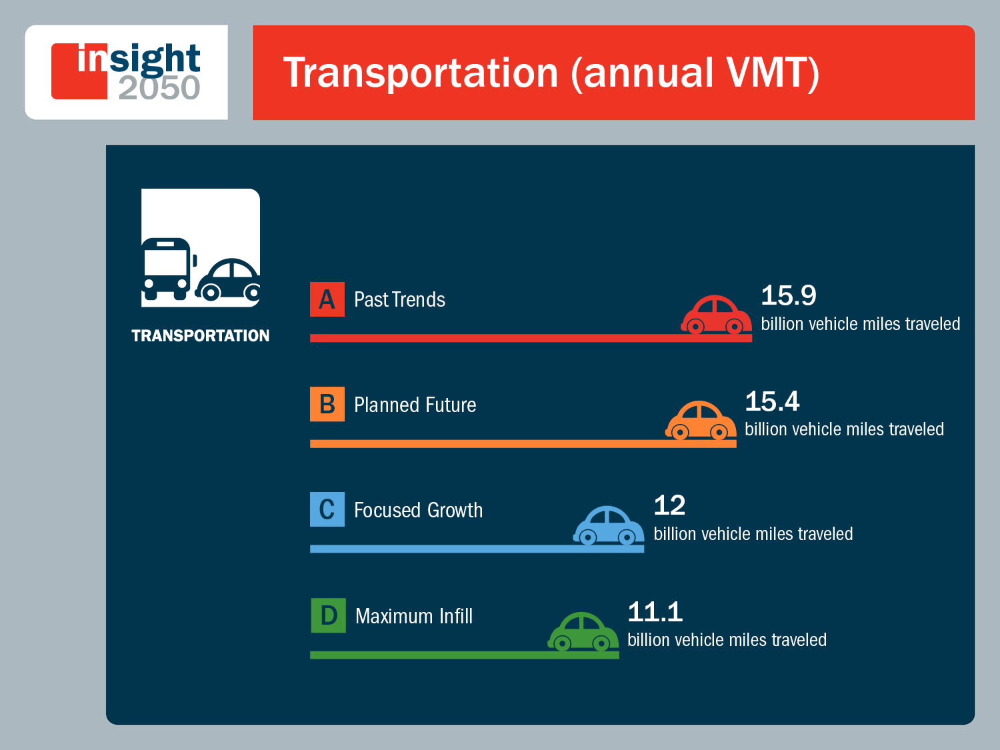 insight
2050
Transportation (annual VMT)
TRANSPORTATION
A Past Trends
15.9
billion vehicle miles traveled
B Planned Future
15.4
billion vehicle miles traveled
C Focused Growth
12
billion vehicle miles traveled
D Maximum Infill
11.1
billion vehicle miles traveled